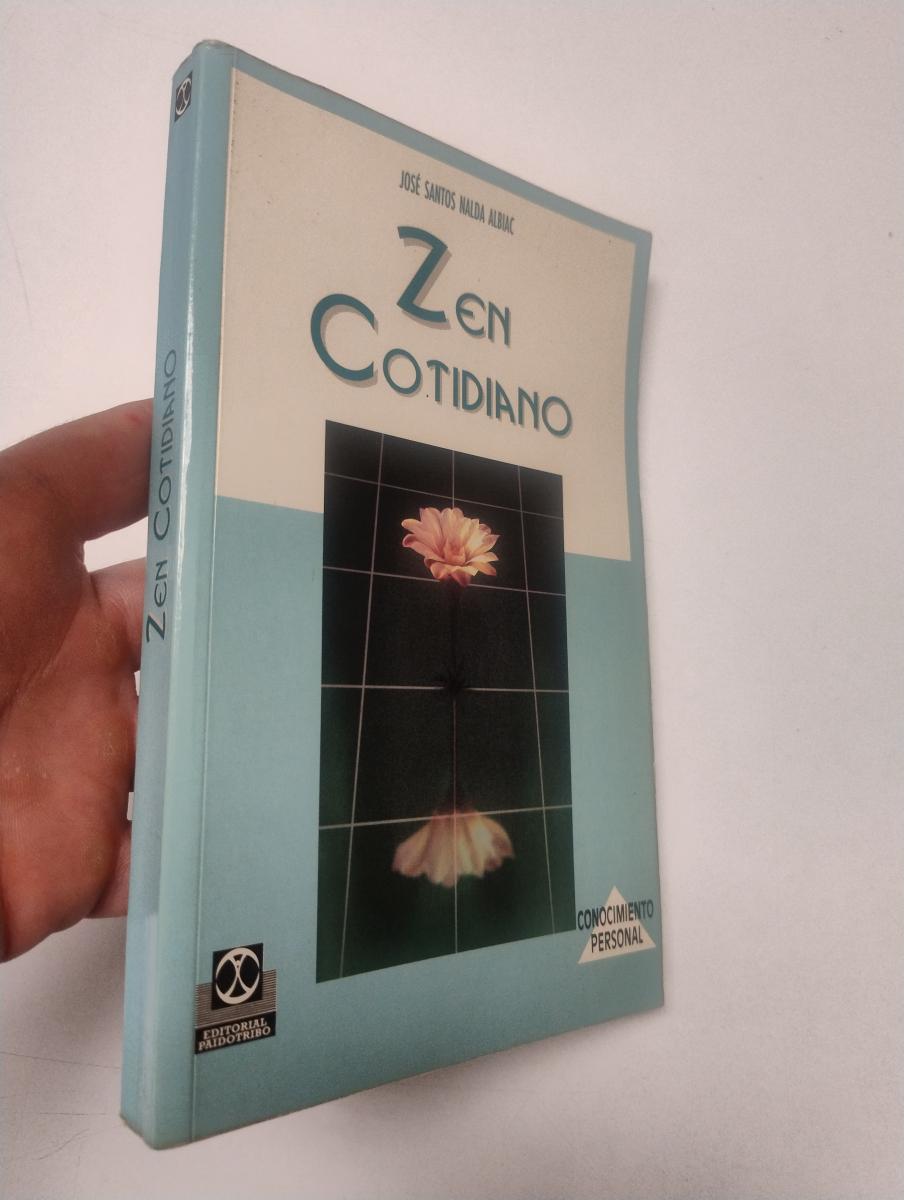 JOSÉ SANTOS NALDA ALBIAC
ZEN
COTIDIANO
ZEN COTIDIANO
CONOCIMIENTO
PERSONAL
EDITORIAL
PAIDOTRIBO